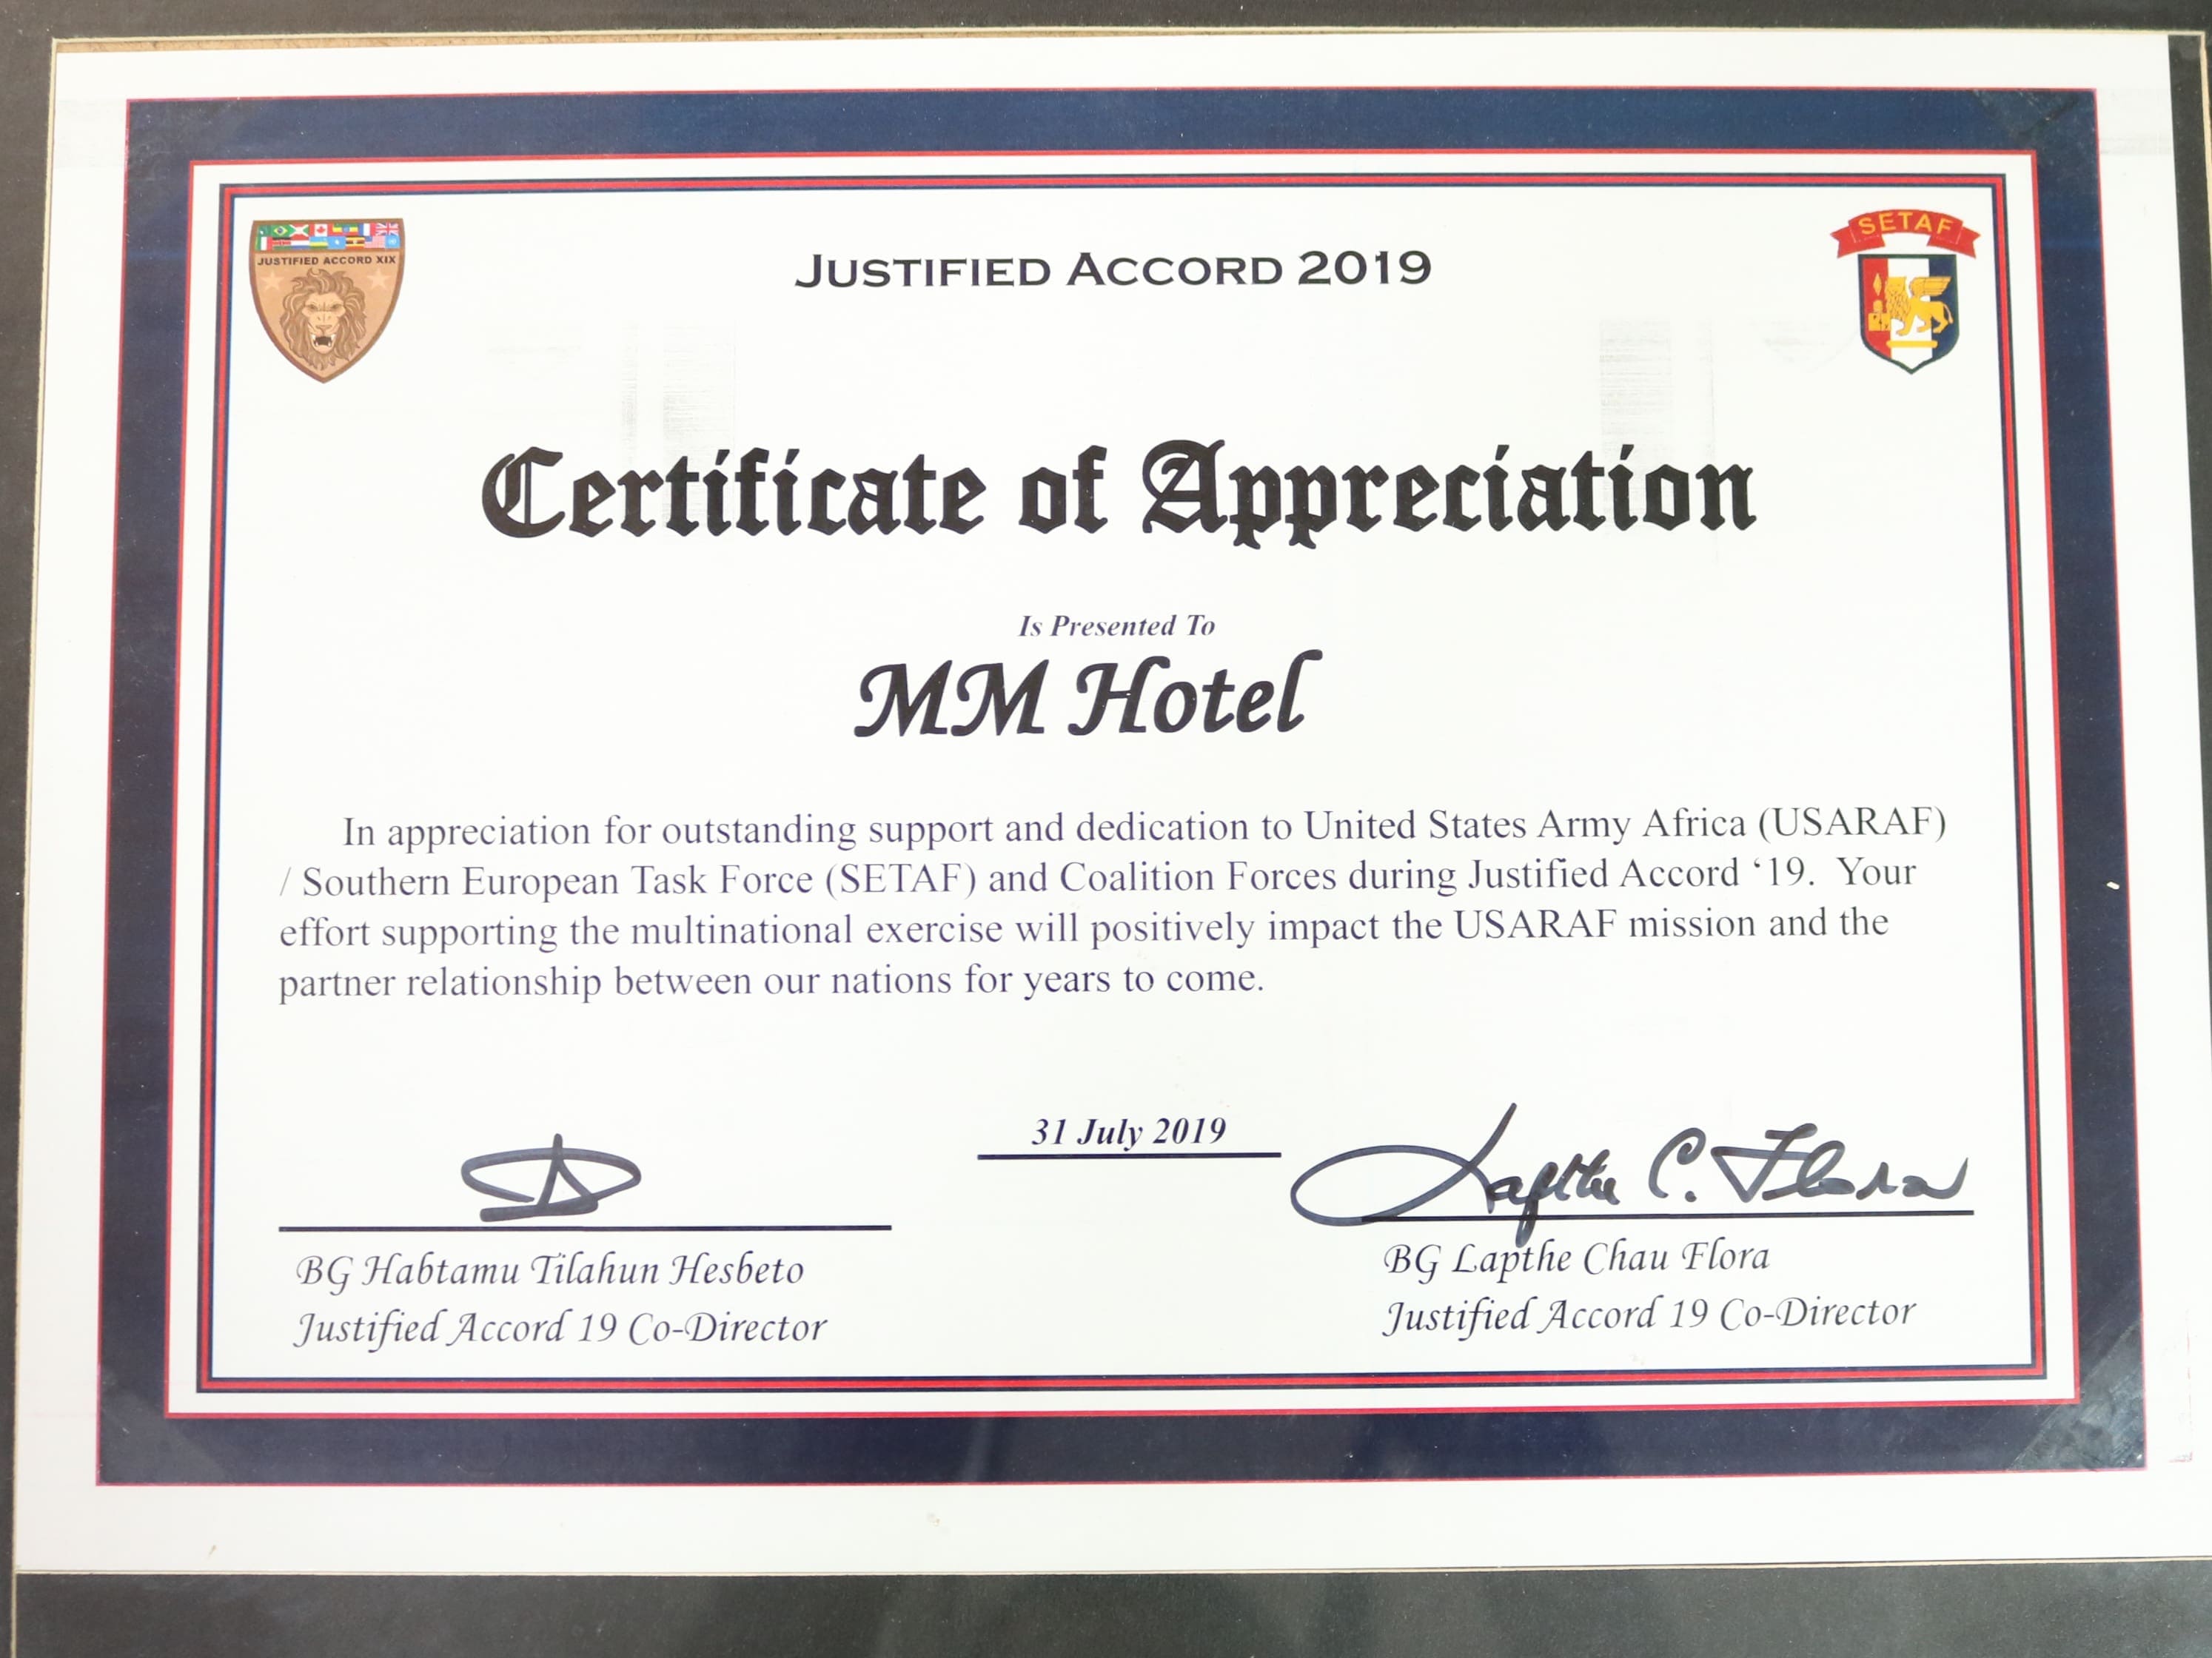 JUSTIFIED ACCORD XIX
SETAF
JUSTIFIED ACCORD 2019
Certificate of Appreciation
Is Presented To
MM Hotel
In appreciation for outstanding support and dedication to United States Army Africa (USARAF)
/ Southern European Task Force (SETAF) and Coalition Forces during Justified Accord ‘19. Your
effort supporting the multinational exercise will positively impact the USARAF mission and the
partner relationship between our nations for years to come.
31 July 2019
Lapthe C. Flora
BG Habtamu Tilahun Hesbeto
Justified Accord 19 Co-Director
BG Lapthe Chau Flora
Justified Accord 19 Co-Director